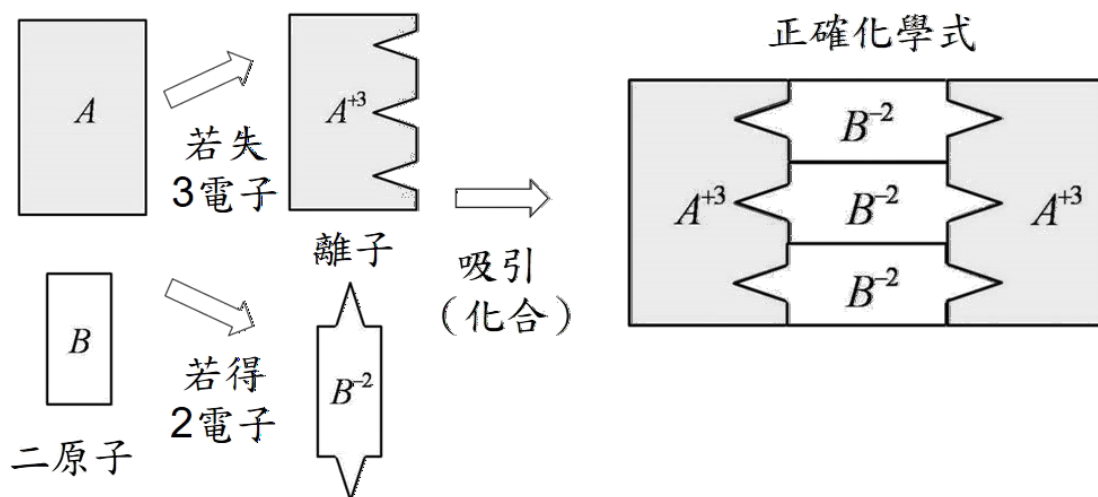 正確化學式
A
若失
3電子
A⁺³
離子
B
二原子
若得
2電子
B⁻²
吸引
(化合)
A⁺³
B⁻²
B⁻²
B⁻²
A⁺³